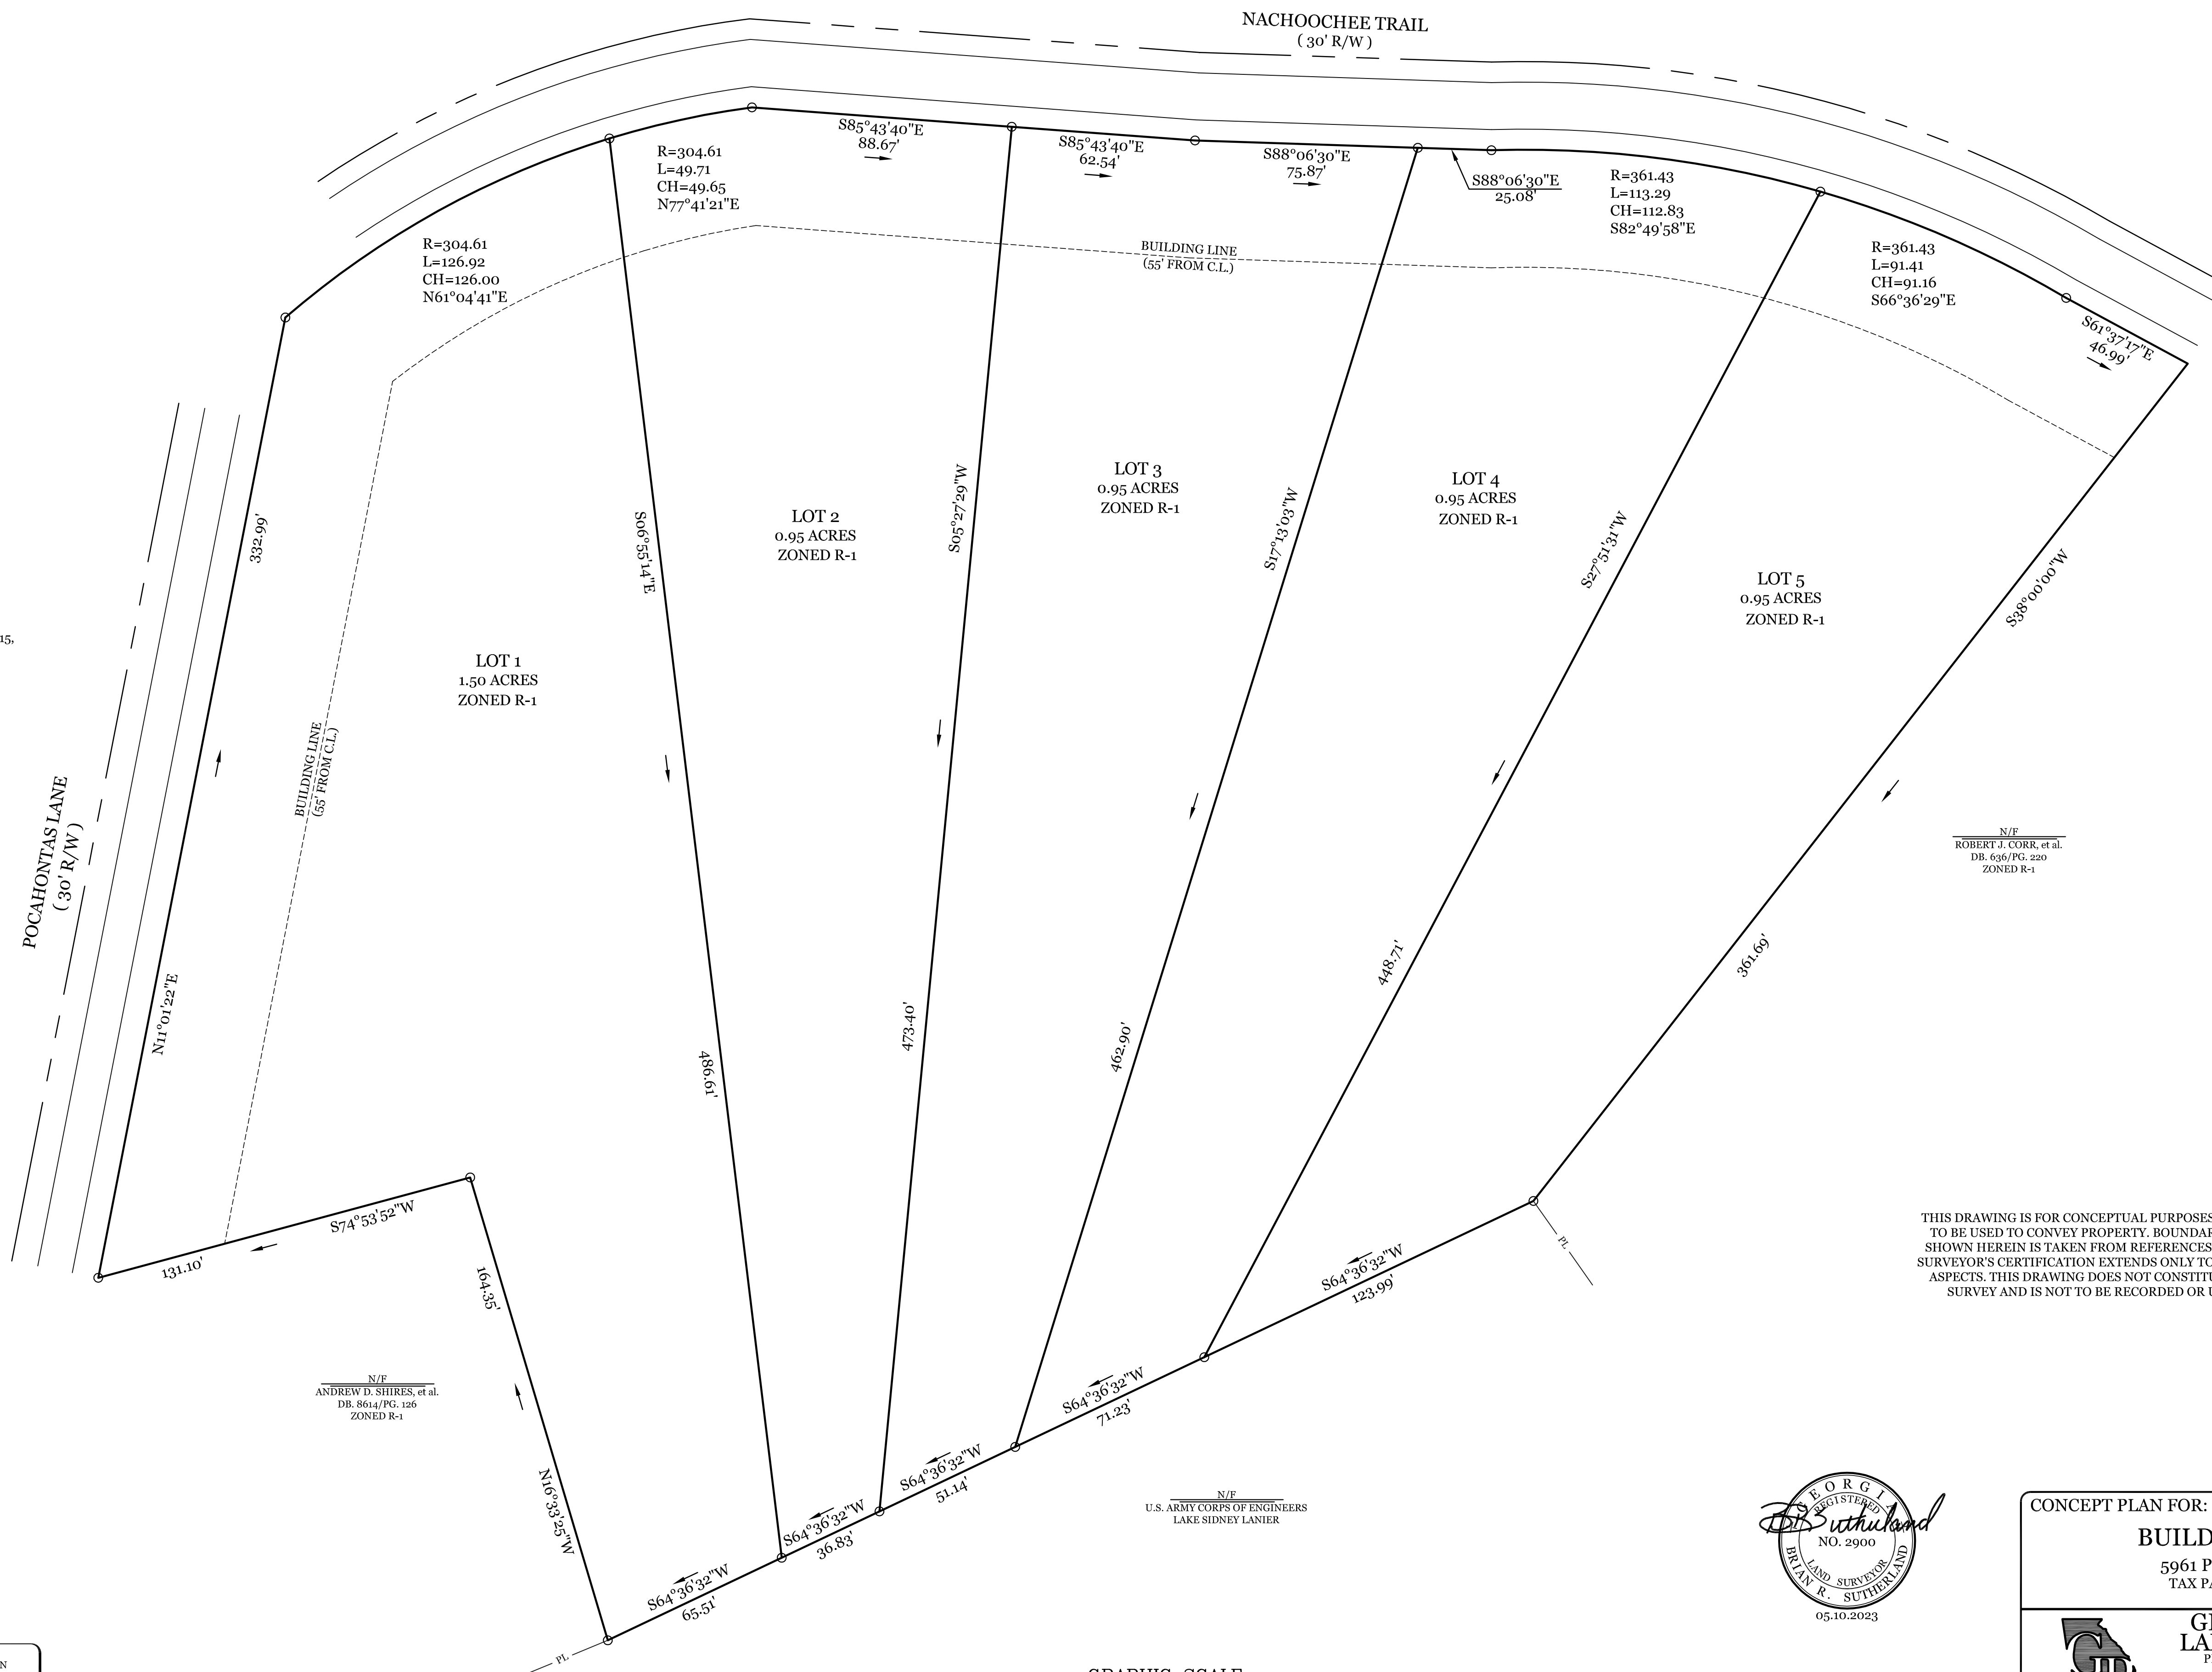 NACHOOCHEE TRAIL
( 30' R/W )
S85°43'40"E
88.67'
S85°43'40"E
62.54'
S88°06'30"E
75.87'
S88°06'30"E
25.08'
R=304.61
L=49.71
CH=49.65
N77°41'21"E
R=361.43
L=113.29
CH=112.83
S82°49'58"E
R=304.61
L=126.92
CH=126.00
N61°04'41"E
BUILDING LINE
(55' FROM C.L.)
R=361.43
L=91.41
CH=91.16
S66°36'29"E
S61°37'17"E
46.99'
332.99'
N11°01'22"E
POCAHONTAS LANE
( 30' R/W )
15,
BUILDING LINE
(55' FROM C.L.)
LOT 1
1.50 ACRES
ZONED R-1
S06°55'14"E
486.61'
LOT 2
0.95 ACRES
ZONED R-1
S05°27'29"W
473.40'
LOT 3
0.95 ACRES
ZONED R-1
S17°13'03"W
462.90'
LOT 4
0.95 ACRES
ZONED R-1
S27°51'31"W
448.71'
LOT 5
0.95 ACRES
ZONED R-1
S38°00'00"W
361.69'
N/F
ROBERT J. CORR, et al.
DB. 636/PG. 220
ZONED R-1
S74°53'52"W
131.10'
164.35'
N16°33'25"W
N/F
ANDREW D. SHIRES, et al.
DB. 8614/PG. 126
ZONED R-1
S64°36'32"W
65.51'
S64°36'32"W
36.83'
S64°36'32"W
51.14'
S64°36'32"W
71.23'
S64°36'32"W
123.99'
PL
PL
N/F
U.S. ARMY CORPS OF ENGINEERS
LAKE SIDNEY LANIER
THIS DRAWING IS FOR CONCEPTUAL PURPOSES
TO BE USED TO CONVEY PROPERTY. BOUNDAR
SHOWN HEREIN IS TAKEN FROM REFERENCES
SURVEYOR'S CERTIFICATION EXTENDS ONLY TO
ASPECTS. THIS DRAWING DOES NOT CONSTITU
SURVEY AND IS NOT TO BE RECORDED OR U
GEORGIA
REGISTERED
NO. 2900
LAND SURVEYOR
BRIAN R. SUTHERLAND
BR Sutherland
05.10.2023
CONCEPT PLAN FOR:
BUILD
5961 P
TAX PA
G
LA
P
GRAPHIC SCALE
N